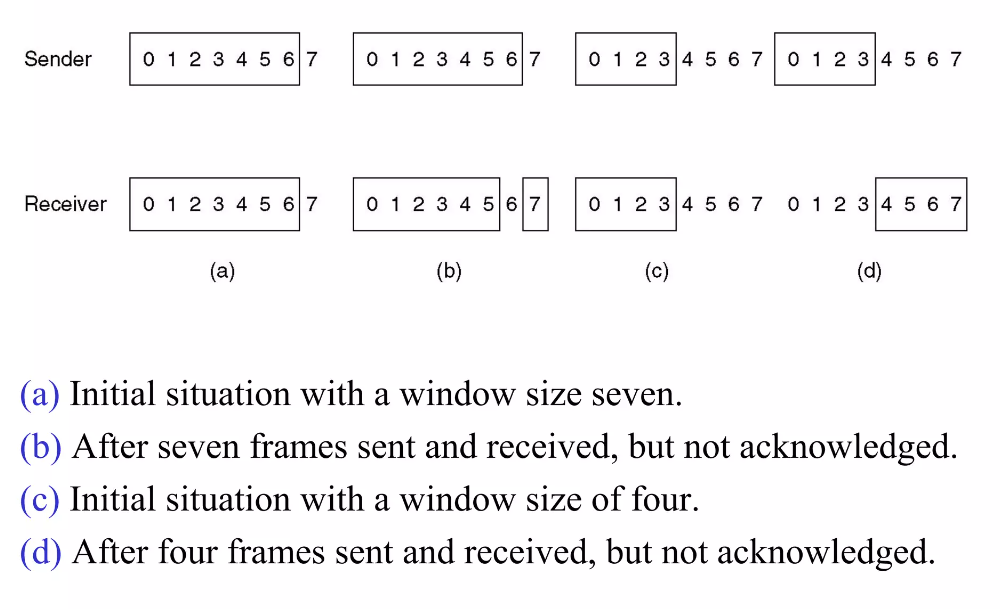 Sender 0 1 2 3 4 5 6 7 0 1 2 3 4 5 6 7 0 1 2 3 4 5 6 7 0 1 2 3 4 5 6 7
Receiver 0 1 2 3 4 5 6 7 0 1 2 3 4 5 6 7 0 1 2 3 4 5 6 7 0 1 2 3 4 5 6 7
(a) (b) (c) (d)
(a) Initial situation with a window size seven.
(b) After seven frames sent and received, but not acknowledged.
(c) Initial situation with a window size of four.
(d) After four frames sent and received, but not acknowledged.